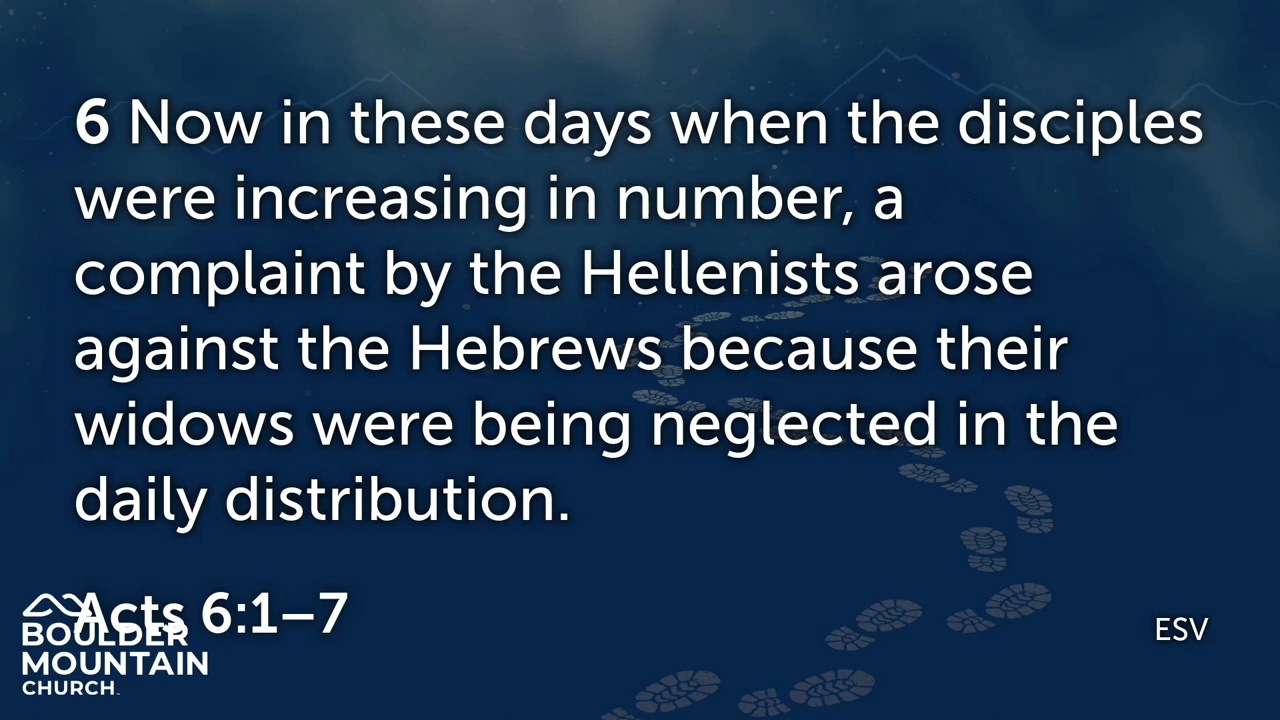 6 Now in these days when the disciples
were increasing in number, a
complaint by the Hellenists arose
against the Hebrews because their
widows were being neglected in the
daily distribution.
Acts 6:1–7
ESV
BOULDER
MOUNTAIN
CHURCH